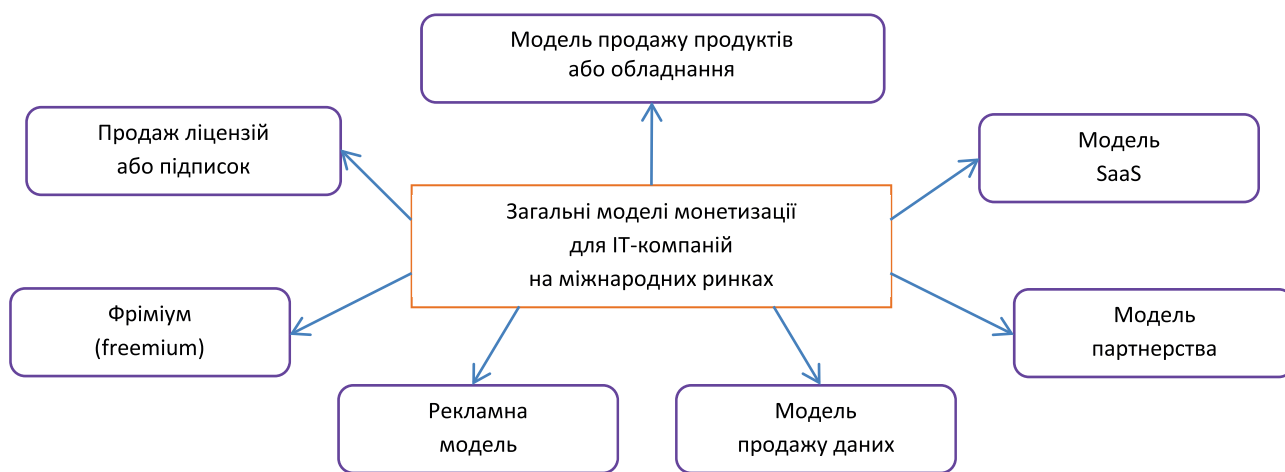 Модель продажу продуктів
або обладнання
Продаж ліцензій
або підписок
Модель
SaaS
Загальні моделі монетизації
для ІТ-компаній
на міжнародних ринках
Фріміум
(freemium)
Модель
партнерства
Рекламна
модель
Модель
продажу даних